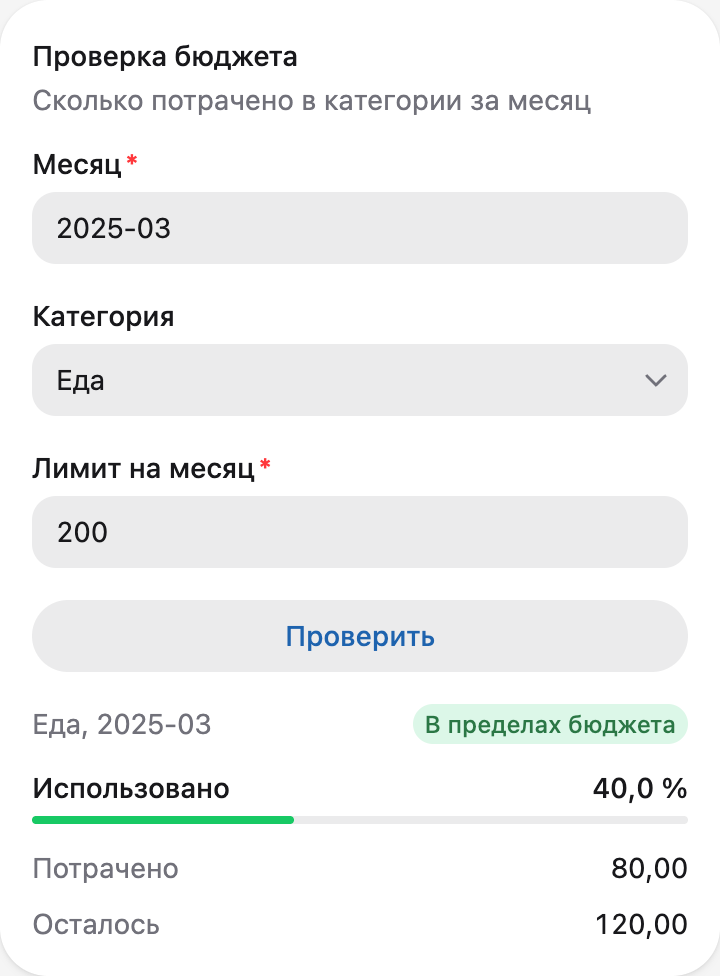 Проверка бюджета
Сколько потрачено в категории за месяц
Месяц*
2025-03
Категория
Еда
Лимит на месяц*
200
Проверить
Еда, 2025-03 В пределах бюджета
Использовано 40,0 %
Потрачено 80,00
Осталось 120,00